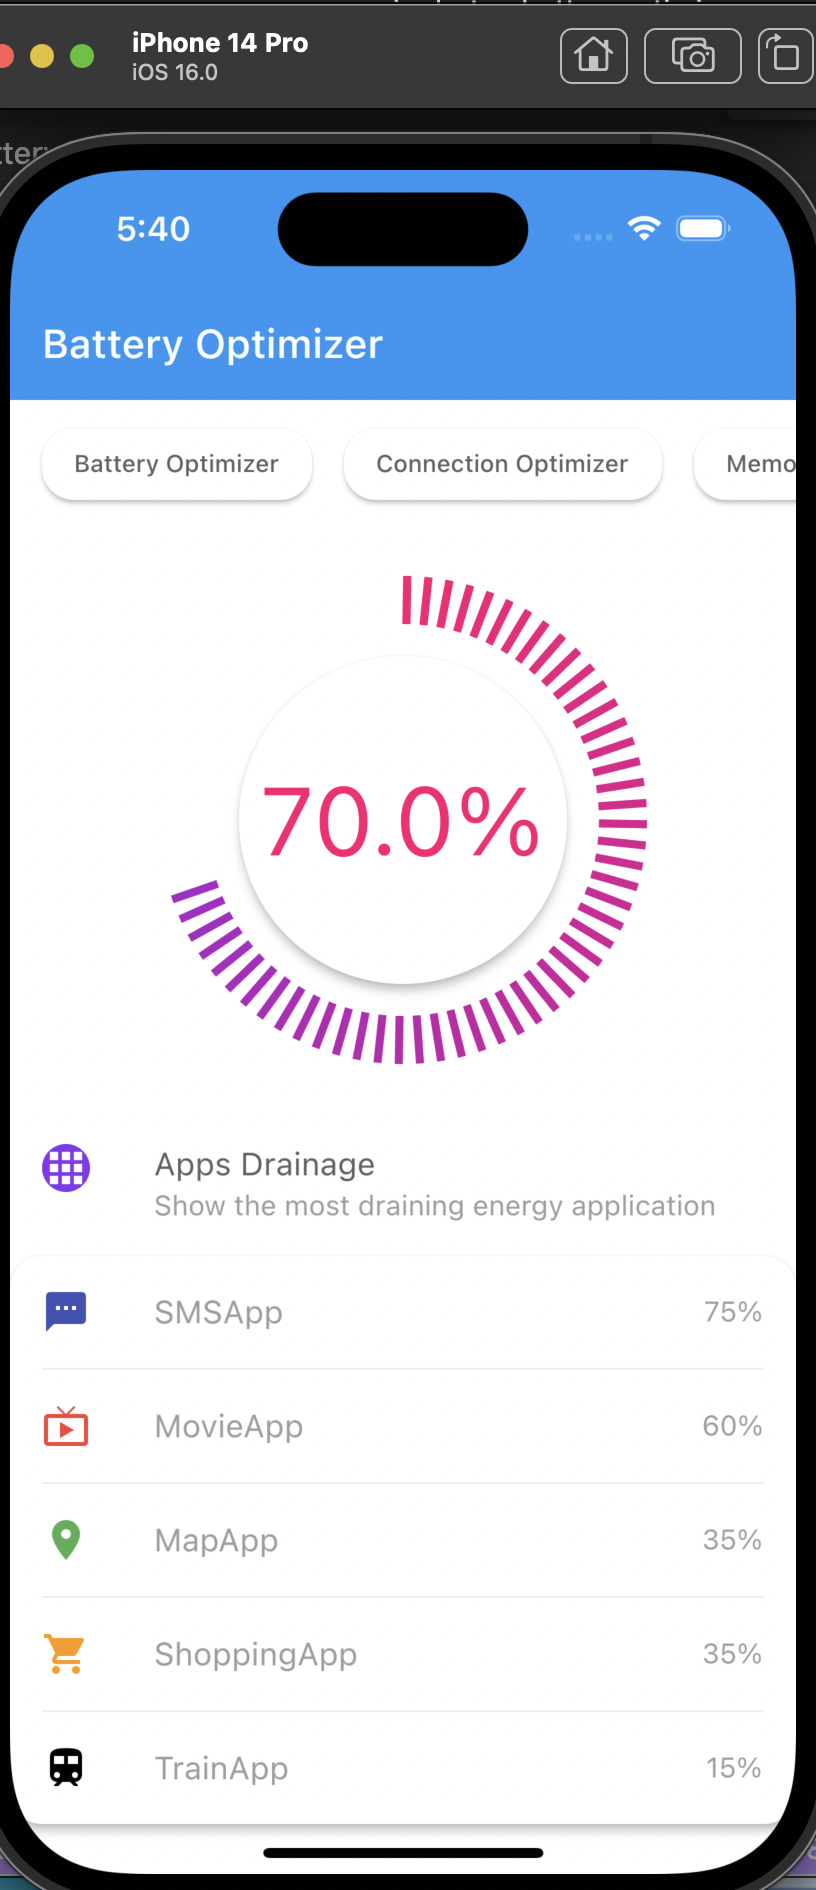 iPhone 14 Pro
iOS 16.0
5:40
Battery Optimizer
Battery Optimizer
Connection Optimizer
Memo
70.0%
Apps Drainage
Show the most draining energy application
SMSApp 75%
MovieApp 60%
MapApp 35%
ShoppingApp 35%
TrainApp 15%